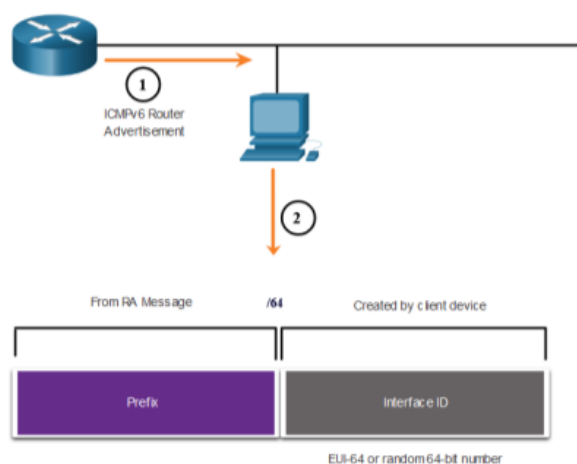 1
ICMPv6 Router
Advertisement
2
From RA Message
/64
Created by client device
Prefix
Interface ID
EUI-64 or random 64-bit number